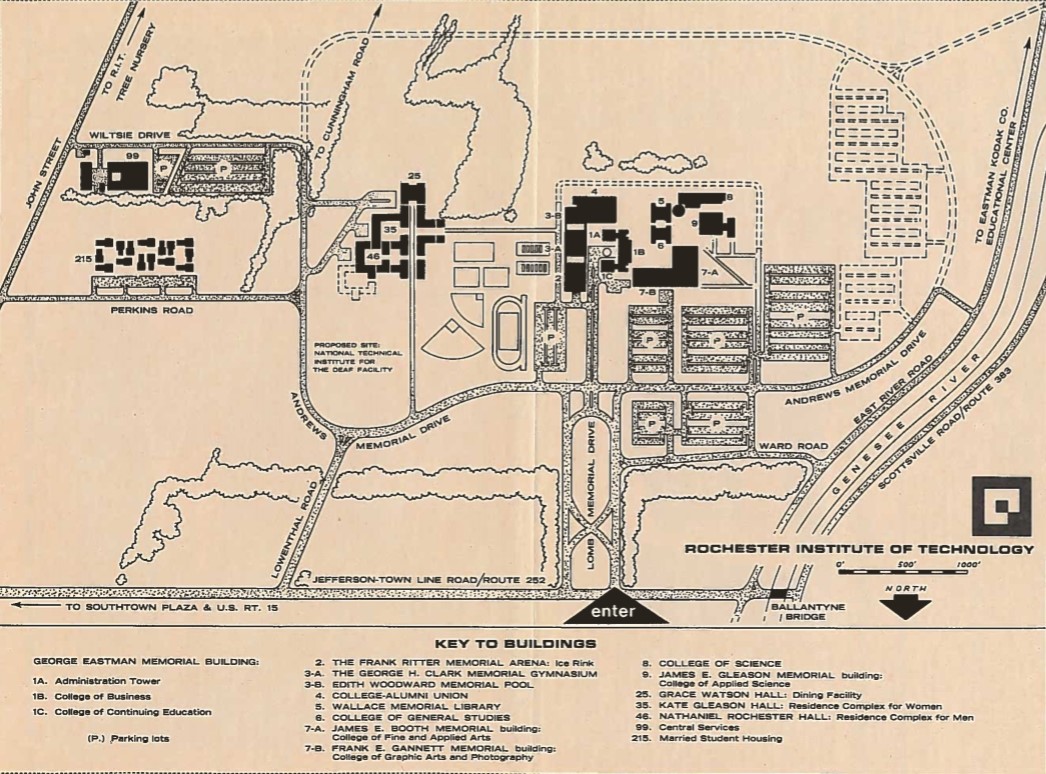 TO R.I.T.
TREE NURSERY
TO CUNNINGHAM ROAD
JOHN STREET
WILTSIE DRIVE
99
P
P
TO EASTMAN KODAK CO.
EDUCATIONAL CENTER
25
4
5
8
3-B
35
1A
9
215
46
3-A
1B
6
2
1C
7-A
7-B
PERKINS ROAD
P
P
P
P
PROPOSED SITE:
NATIONAL TECHNICAL
INSTITUTE FOR
THE DEAF FACILITY
ANDREWS
MEMORIAL DRIVE
ANDREWS MEMORIAL DRIVE
EAST RIVER ROAD
GENESEE RIVER
SCOTTSVILLE ROAD/ROUTE 383
P
P
WARD ROAD
LOMB MEMORIAL DRIVE
LOWENTHAL ROAD
ROCHESTER INSTITUTE OF TECHNOLOGY
0' 500' 1000'
NORTH
JEFFERSON-TOWN LINE ROAD/ROUTE 252
TO SOUTHTOWN PLAZA & U.S. RT. 15
enter
BALLANTYNE
BRIDGE
KEY TO BUILDINGS
GEORGE EASTMAN MEMORIAL BUILDING:
1A. Administration Tower
1B. College of Business
1C. College of Continuing Education
(P.) Parking lots
2. THE FRANK RITTER MEMORIAL ARENA: Ice Rink
3-A. THE GEORGE H. CLARK MEMORIAL GYMNASIUM
3-B. EDITH WOODWARD MEMORIAL POOL
4. COLLEGE-ALUMNI UNION
5. WALLACE MEMORIAL LIBRARY
6. COLLEGE OF GENERAL STUDIES
7-A. JAMES E. BOOTH MEMORIAL building:
College of Fine and Applied Arts
7-B. FRANK E. GANNETT MEMORIAL building:
College of Graphic Arts and Photography
8. COLLEGE OF SCIENCE
9. JAMES E. GLEASON MEMORIAL building:
College of Applied Science
25. GRACE WATSON HALL: Dining Facility
35. KATE GLEASON HALL: Residence Complex for Women
46. NATHANIEL ROCHESTER HALL: Residence Complex for Men
99. Central Services
215. Married Student Housing